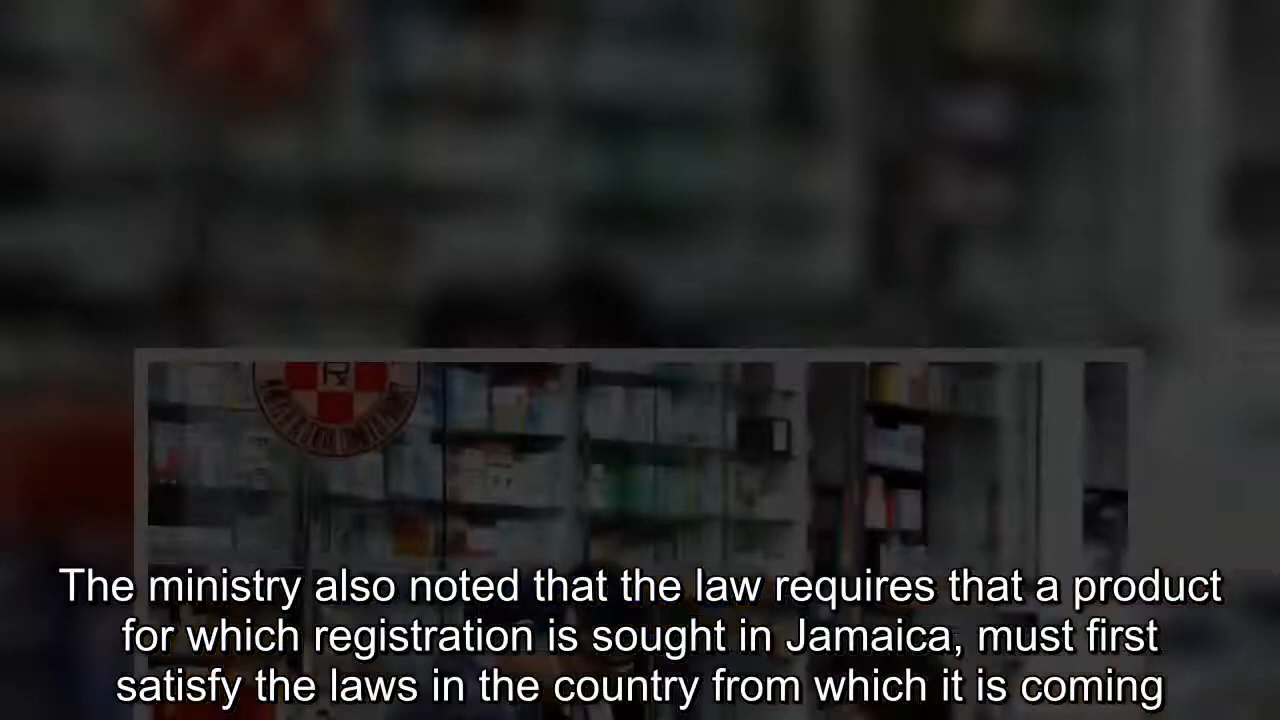 Rx
The ministry also noted that the law requires that a product
for which registration is sought in Jamaica, must first
satisfy the laws in the country from which it is coming